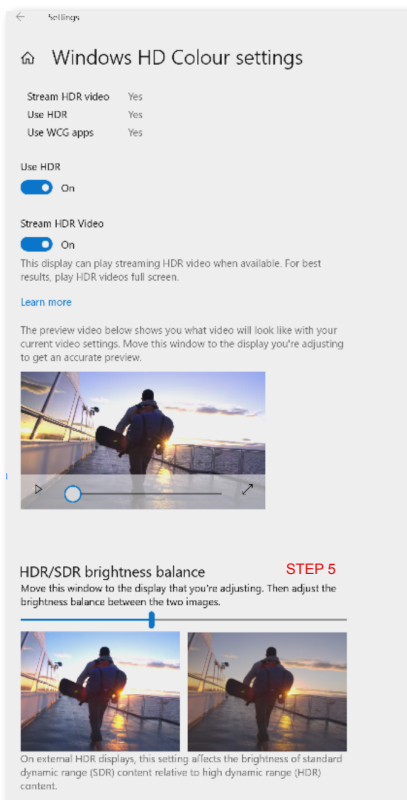 Settings
Windows HD Colour settings
Stream HDR video Yes
Use HDR Yes
Use WCG apps Yes
Use HDR
On
Stream HDR Video
On
This display can play streaming HDR video when available. For best
results, play HDR videos full screen.
Learn more
The preview video below shows you what video will look like with your
current video settings. Move this window to the display you're adjusting
to get an accurate preview.
HDR/SDR brightness balance STEP 5
Move this window to the display that you're adjusting. Then adjust the
brightness balance between the two images.
On external HDR displays, this setting affects the brightness of standard
dynamic range (SDR) content relative to high dynamic range (HDR)
content.